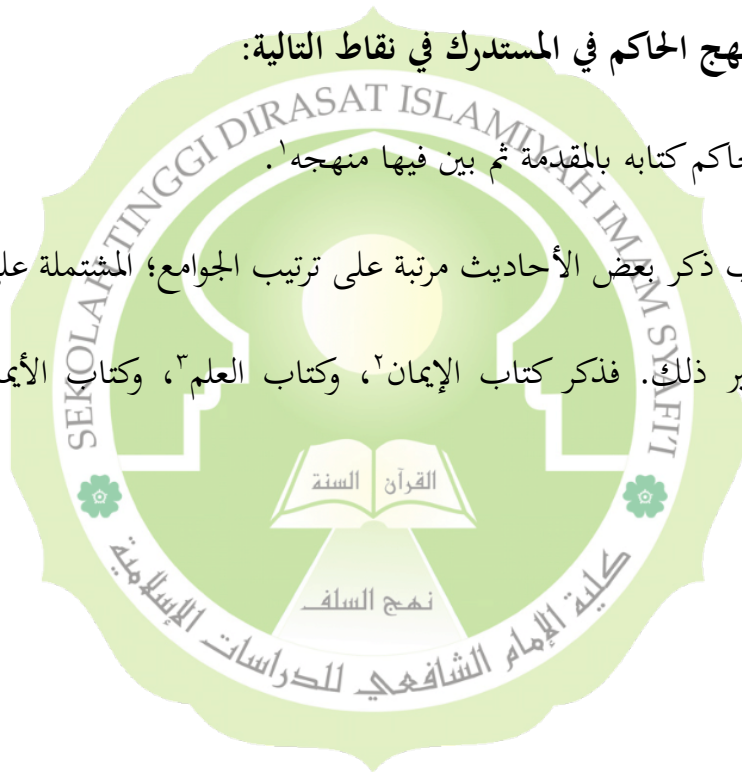 نهج الحاكم في المستدرك في نقاط التالية:
حاكم كتابه بالمقدمة ثم بين فيها منهجه١.
ب ذكر بعض الأحاديث مرتبة على ترتيب الجوامع؛ المشتملة على
ير ذلك. فذكر كتاب الإيمان٢، وكتاب العلم٣، وكتاب الأيم
SEKOLAH TINGGI DIRASAT ISLAMIYAH IMAM SYAFI'I
القرآن السنة
نهج السلف
كلية الإمام الشافعي للدراسات الإسلامية